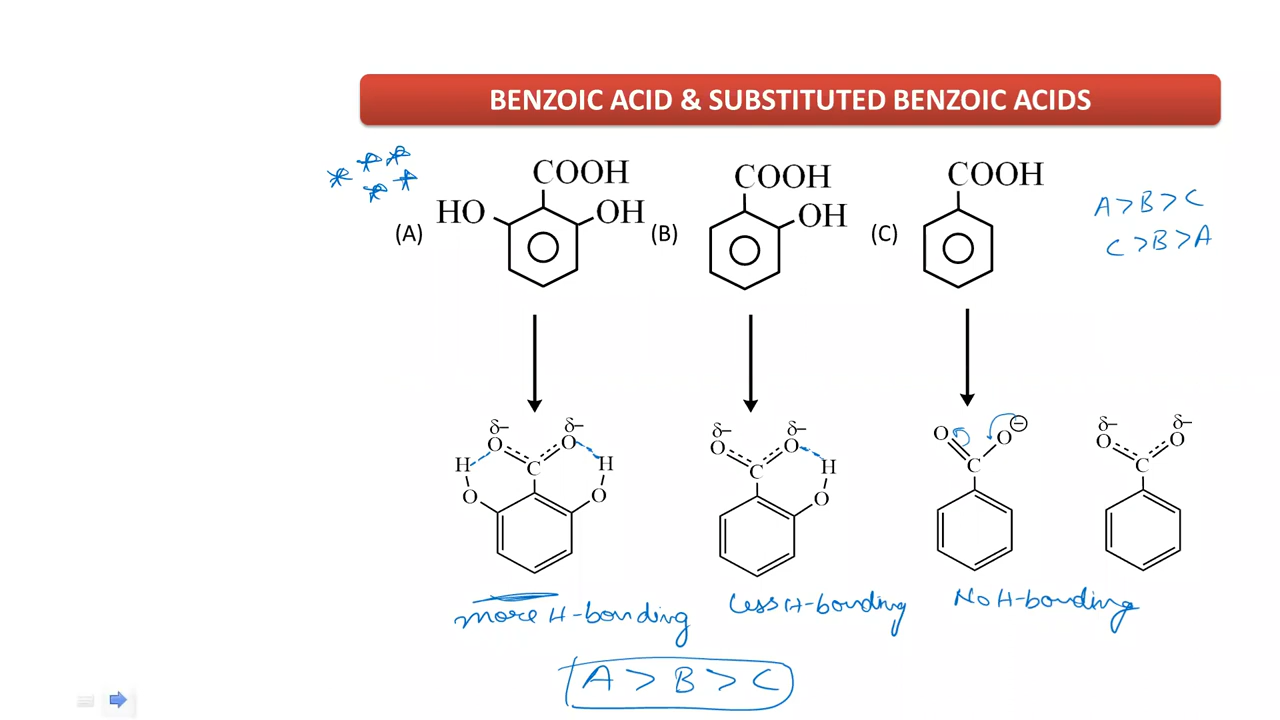 BENZOIC ACID & SUBSTITUTED BENZOIC ACIDS
COOH
HO
OH
(A)
COOH
OH
(B)
COOH
(C)
A > B > C
C > B > A
δ– δ–
O O
H C H
O O
δ– δ–
O O
C H
O
O O ⊖
C
δ– δ–
O O
C
more H-bonding
Less H-bonding
No H-bonding
A > B > C